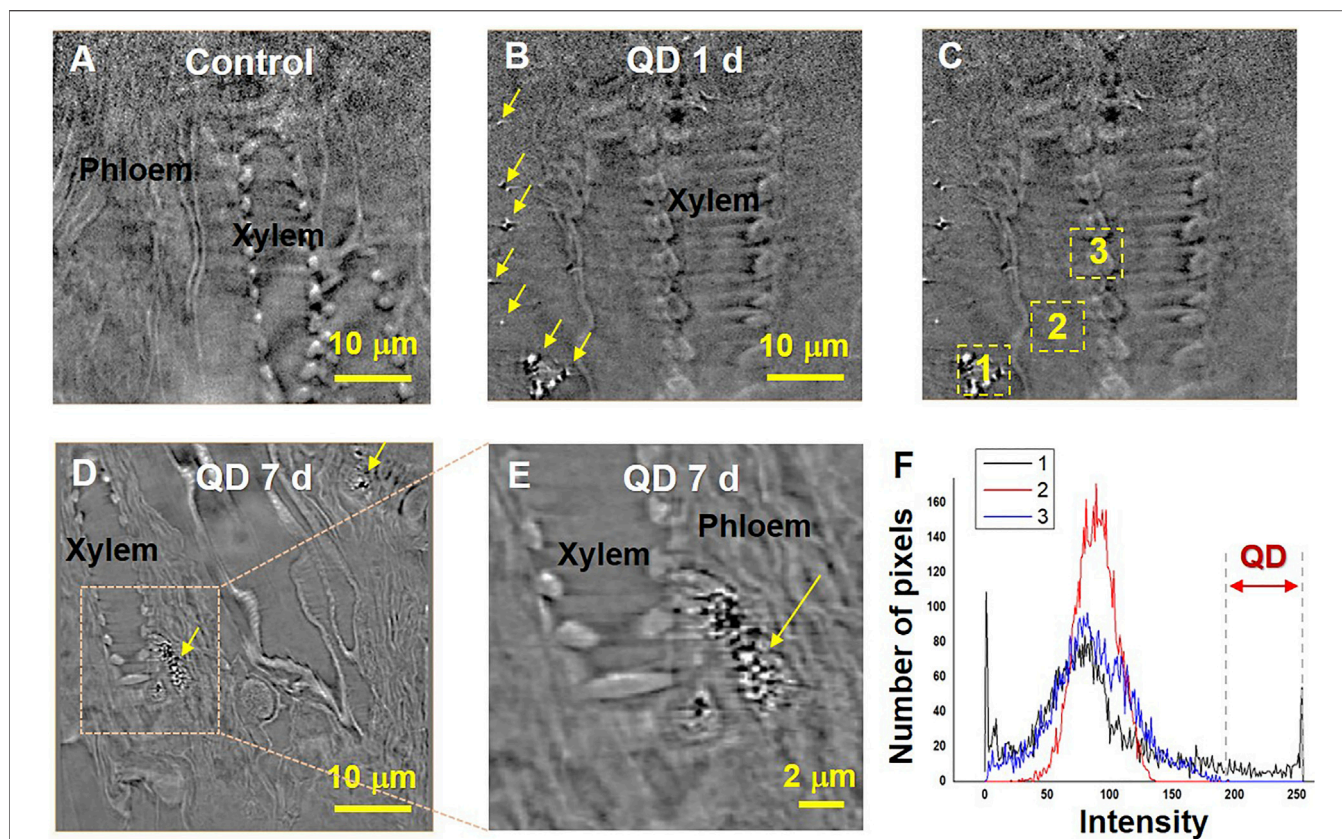 A
Control
Phloem
Xylem
10 μm
B
QD 1 d
Xylem
10 μm
C
3
2
1
D
QD 7 d
Xylem
10 μm
E
QD 7 d
Phloem
Xylem
2 μm
F
1
2
3
QD
Number of pixels
160
140
120
100
80
60
40
20
0
0 50 100 150 200 250
Intensity